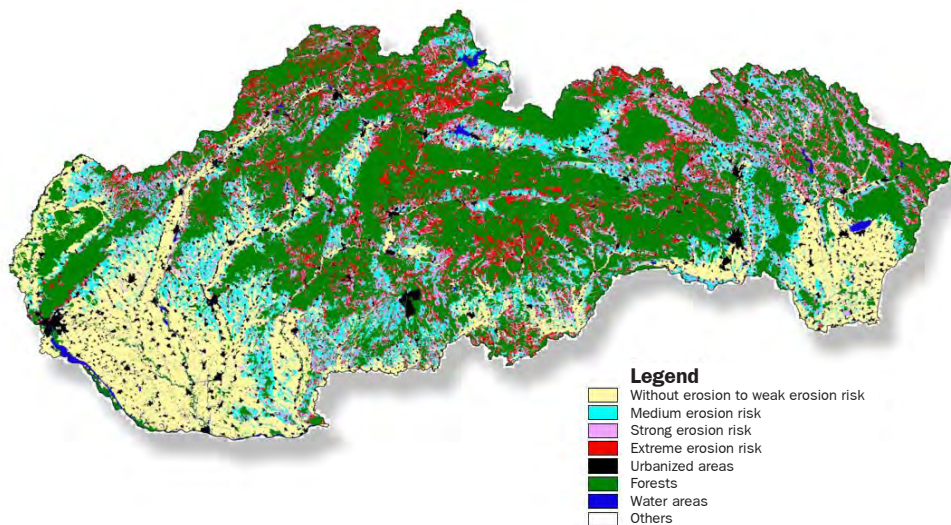 Legend
Without erosion to weak erosion risk
Medium erosion risk
Strong erosion risk
Extreme erosion risk
Urbanized areas
Forests
Water areas
Others